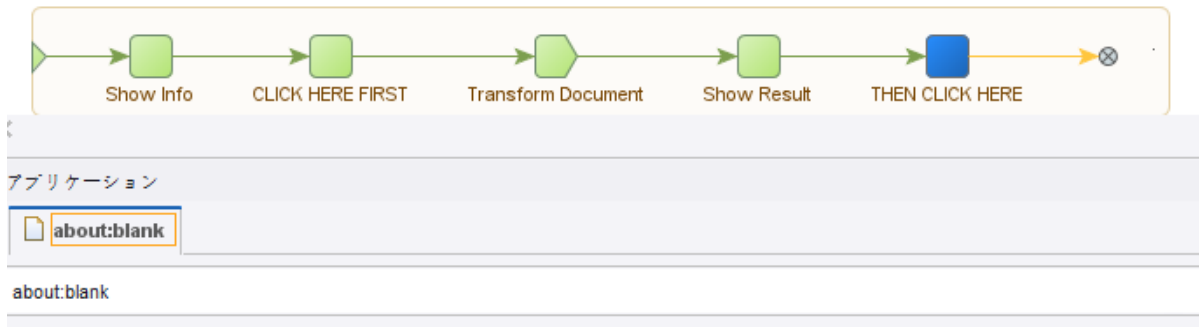 Show Info CLICK HERE FIRST Transform Document Show Result THEN CLICK HERE
アプリケーション
about:blank
about:blank